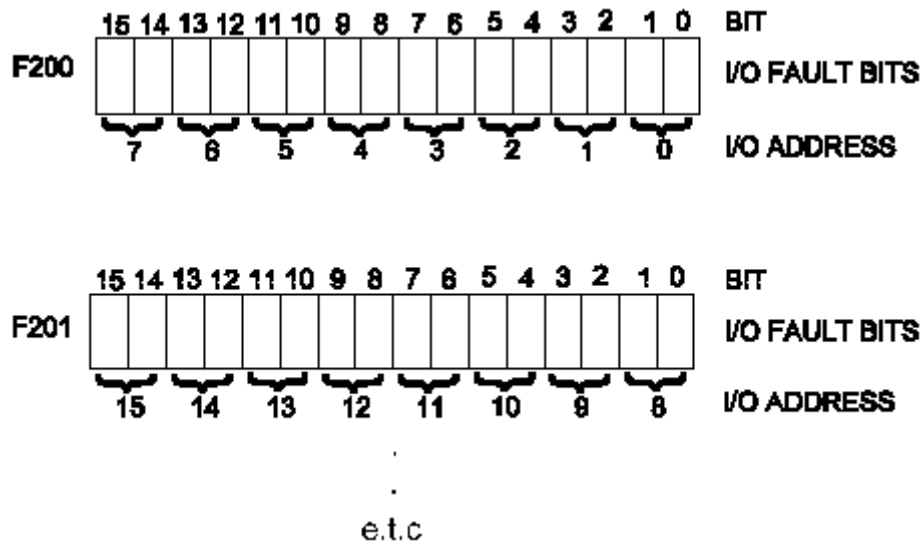 15 14 13 12 11 10 9 8 7 6 5 4 3 2 1 0 BIT
F200 I/O FAULT BITS
7 6 5 4 3 2 1 0 I/O ADDRESS
15 14 13 12 11 10 9 8 7 6 5 4 3 2 1 0 BIT
F201 I/O FAULT BITS
15 14 13 12 11 10 9 8 I/O ADDRESS
.
.
e.t.c